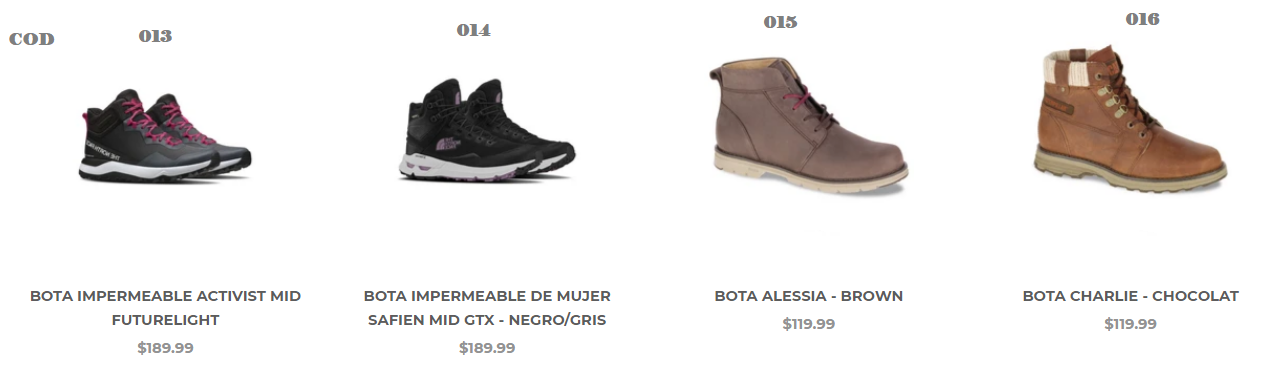 COD
013
014
015
016
BOTA IMPERMEABLE ACTIVIST MID
FUTURELIGHT
$189.99
BOTA IMPERMEABLE DE MUJER
SAFIEN MID GTX - NEGRO/GRIS
$189.99
BOTA ALESSIA - BROWN
$119.99
BOTA CHARLIE - CHOCOLAT
$119.99